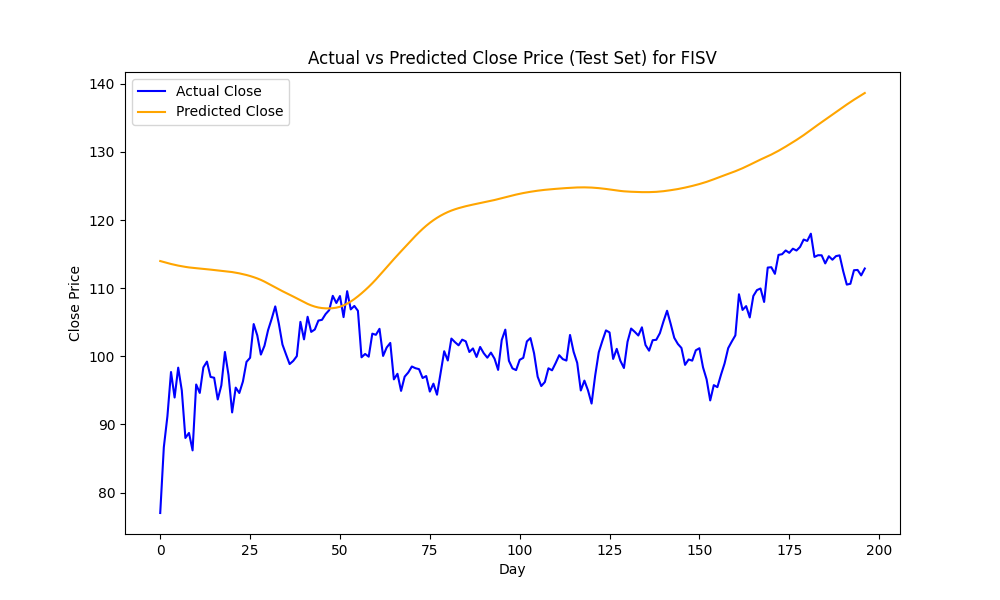 Actual vs Predicted Close Price (Test Set) for FISV
Actual Close
Predicted Close
140
130
120
110
100
90
80
Close Price
0 25 50 75 100 125 150 175 200
Day